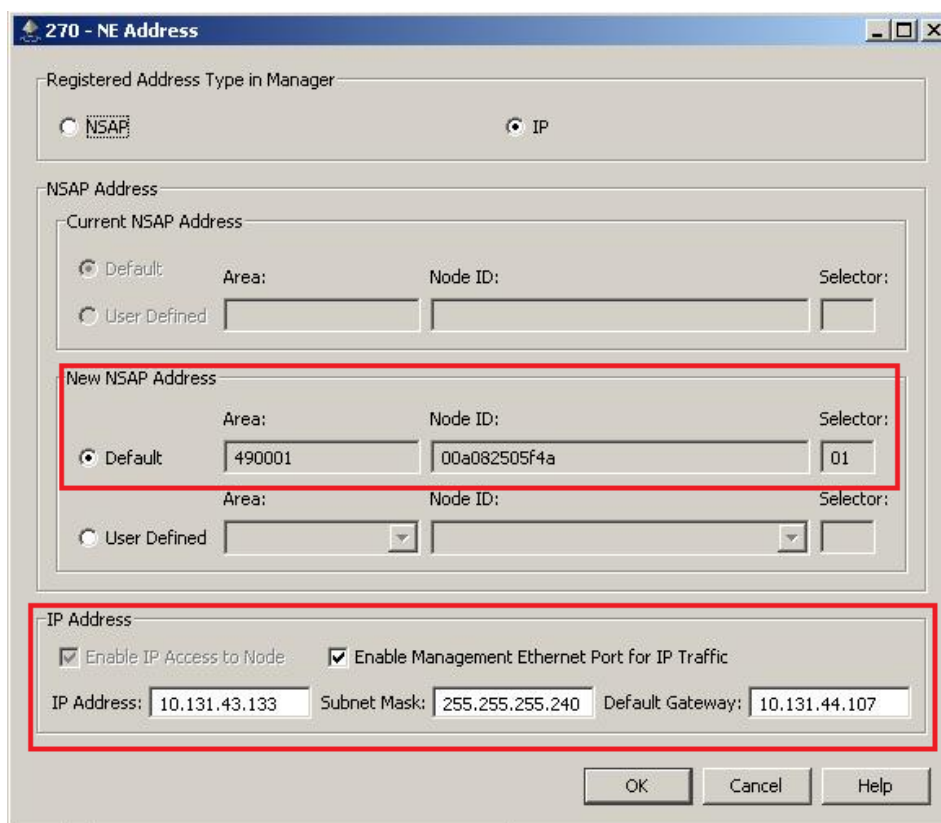 270 - NE Address
Registered Address Type in Manager
NSAP IP
NSAP Address
Current NSAP Address
Default Area: Node ID: Selector:
User Defined
New NSAP Address
Area: Node ID: Selector:
Default 490001 00a082505f4a 01
Area: Node ID: Selector:
User Defined
IP Address
Enable IP Access to Node Enable Management Ethernet Port for IP Traffic
IP Address: 10.131.43.133 Subnet Mask: 255.255.255.240 Default Gateway: 10.131.44.107
OK Cancel Help